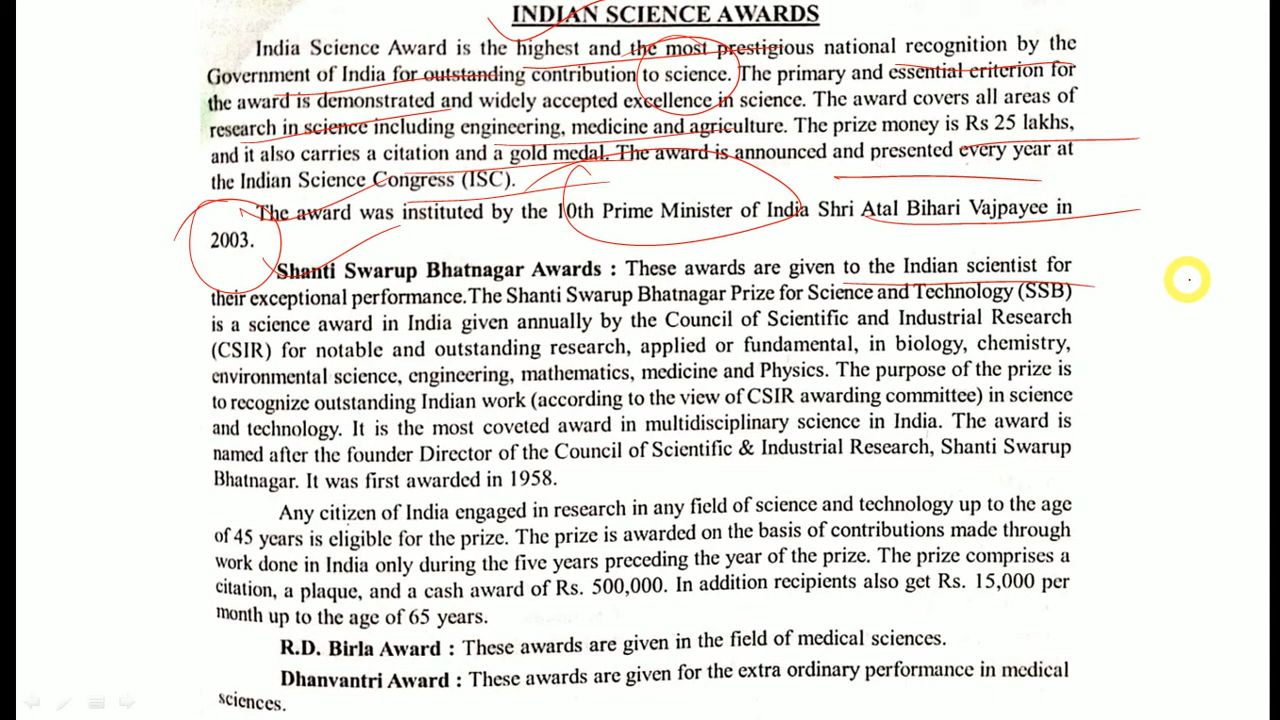 INDIAN SCIENCE AWARDS
India Science Award is the highest and the most prestigious national recognition by the
Government of India for outstanding contribution to science. The primary and essential criterion for
the award is demonstrated and widely accepted excellence in science. The award covers all areas of
research in science including engineering, medicine and agriculture. The prize money is Rs 25 lakhs,
and it also carries a citation and a gold medal. The award is announced and presented every year at
the Indian Science Congress (ISC).
The award was instituted by the 10th Prime Minister of India Shri Atal Bihari Vajpayee in
2003.
Shanti Swarup Bhatnagar Awards : These awards are given to the Indian scientist for
their exceptional performance.The Shanti Swarup Bhatnagar Prize for Science and Technology (SSB)
is a science award in India given annually by the Council of Scientific and Industrial Research
(CSIR) for notable and outstanding research, applied or fundamental, in biology, chemistry,
environmental science, engineering, mathematics, medicine and Physics. The purpose of the prize is
to recognize outstanding Indian work (according to the view of CSIR awarding committee) in science
and technology. It is the most coveted award in multidisciplinary science in India. The award is
named after the founder Director of the Council of Scientific & Industrial Research, Shanti Swarup
Bhatnagar. It was first awarded in 1958.
Any citizen of India engaged in research in any field of science and technology up to the age
of 45 years is eligible for the prize. The prize is awarded on the basis of contributions made through
work done in India only during the five years preceding the year of the prize. The prize comprises a
citation, a plaque, and a cash award of Rs. 500,000. In addition recipients also get Rs. 15,000 per
month up to the age of 65 years.
R.D. Birla Award : These awards are given in the field of medical sciences.
Dhanvantri Award : These awards are given for the extra ordinary performance in medical
sciences.